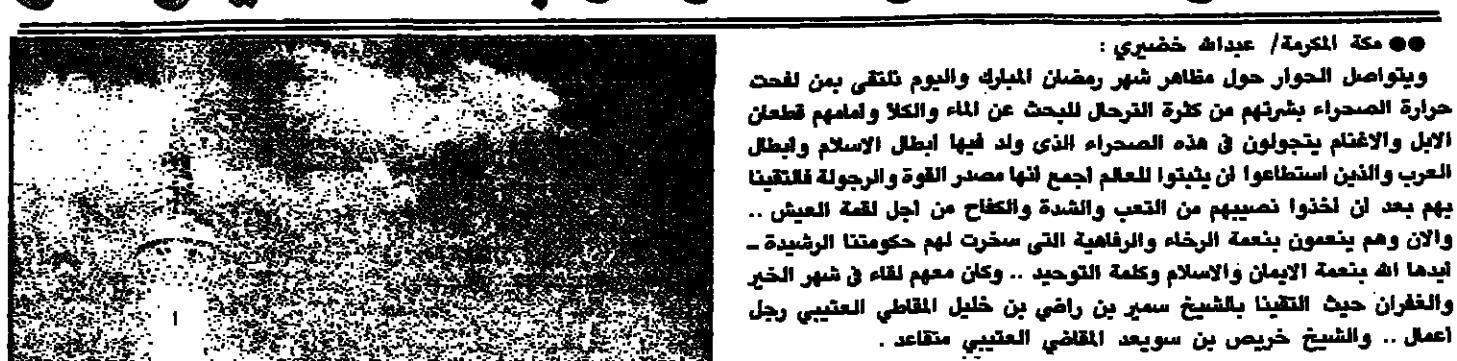 ●● مكة المكرمة/ عبدالله خضيري :
ويتواصل الحوار حول مظاهر شهر رمضان المبارك واليوم نلتقي بمن لفحت
حرارة الصحراء بشرتهم من كثرة الترحال للبحث عن الماء والكلا وامامهم قطعان
الابل والاغنام يتجولون في هذه الصحراء الذى ولد فيها ابطال الاسلام وابطال
العرب والذين استطاعوا ان يثبتوا للعالم اجمع انها مصدر القوة والرجولة فالتقينا
بهم بعد ان اخذوا نصيبهم من التعب والشدة والكفاح من اجل لقمة العيش ..
والان وهم ينعمون بنعمة الرخاء والرفاهية التى سخرت لهم حكومتنا الرشيدة ـ
ايدها الله بنعمة الايمان والاسلام وكلمة التوحيد .. وكان معهم لقاء في شهر الخير
والغفران حيث التقينا بالشيخ سمير بن راضي بن خليل المقاطي العتيبي رجل
أعمال .. والشيخ خريص بن سويعد المقاضي العتيبي متقاعد .